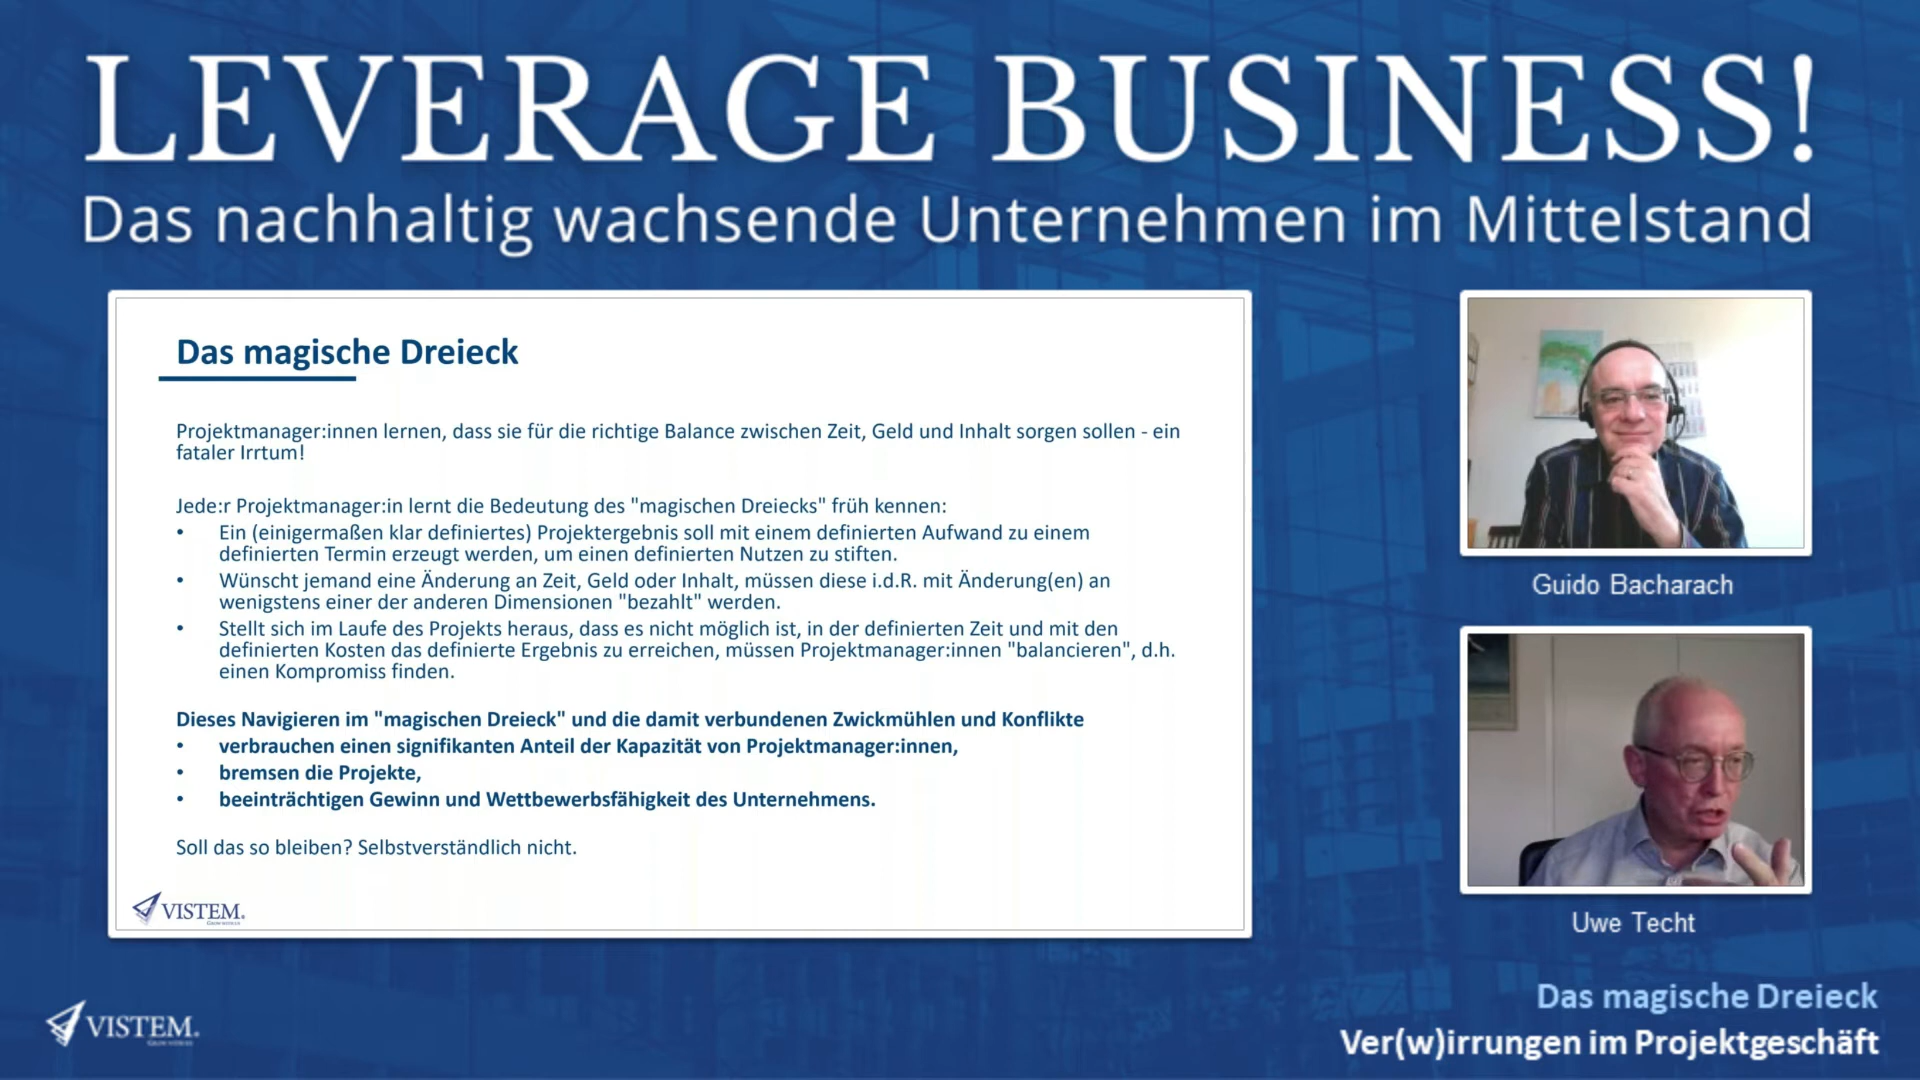 LEVERAGE BUSINESS!
Das nachhaltig wachsende Unternehmen im Mittelstand
Das magische Dreieck
Projektmanager:innen lernen, dass sie für die richtige Balance zwischen Zeit, Geld und Inhalt sorgen sollen - ein
fataler Irrtum!
Jede:r Projektmanager:in lernt die Bedeutung des "magischen Dreiecks" früh kennen:
• Ein (einigermaßen klar definiertes) Projektergebnis soll mit einem definierten Aufwand zu einem
definierten Termin erzeugt werden, um einen definierten Nutzen zu stiften.
• Wünscht jemand eine Änderung an Zeit, Geld oder Inhalt, müssen diese i.d.R. mit Änderung(en) an
wenigstens einer der anderen Dimensionen "bezahlt" werden.
• Stellt sich im Laufe des Projekts heraus, dass es nicht möglich ist, in der definierten Zeit und mit den
definierten Kosten das definierte Ergebnis zu erreichen, müssen Projektmanager:innen "balancieren", d.h.
einen Kompromiss finden.
Dieses Navigieren im "magischen Dreieck" und die damit verbundenen Zwickmühlen und Konflikte
• verbrauchen einen signifikanten Anteil der Kapazität von Projektmanager:innen,
• bremsen die Projekte,
• beeinträchtigen Gewinn und Wettbewerbsfähigkeit des Unternehmens.
Soll das so bleiben? Selbstverständlich nicht.
VISTEM.
Guido Bacharach
Uwe Techt
VISTEM.
Das magische Dreieck
Ver(w)irrungen im Projektgeschäft